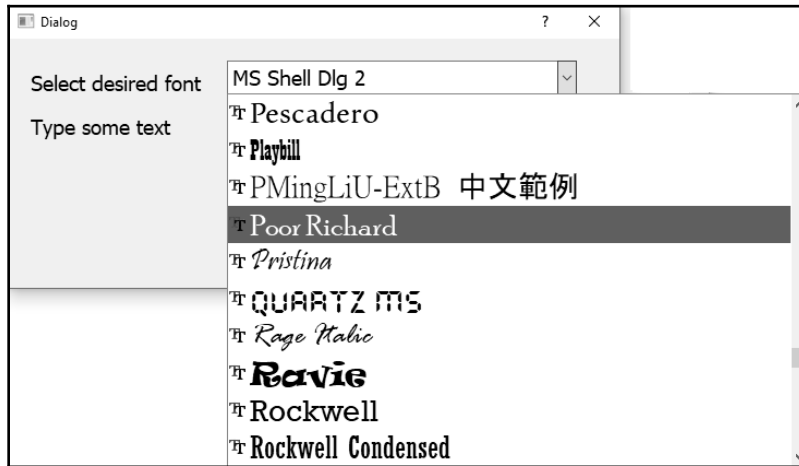 Dialog ?
Select desired font MS Shell Dlg 2
Pescadero
Type some text
Playbill
PMingLiU-ExtB 中文範例
Poor Richard
Pristina
QUARTZ MS
Rage Italic
Ravie
Rockwell
Rockwell Condensed